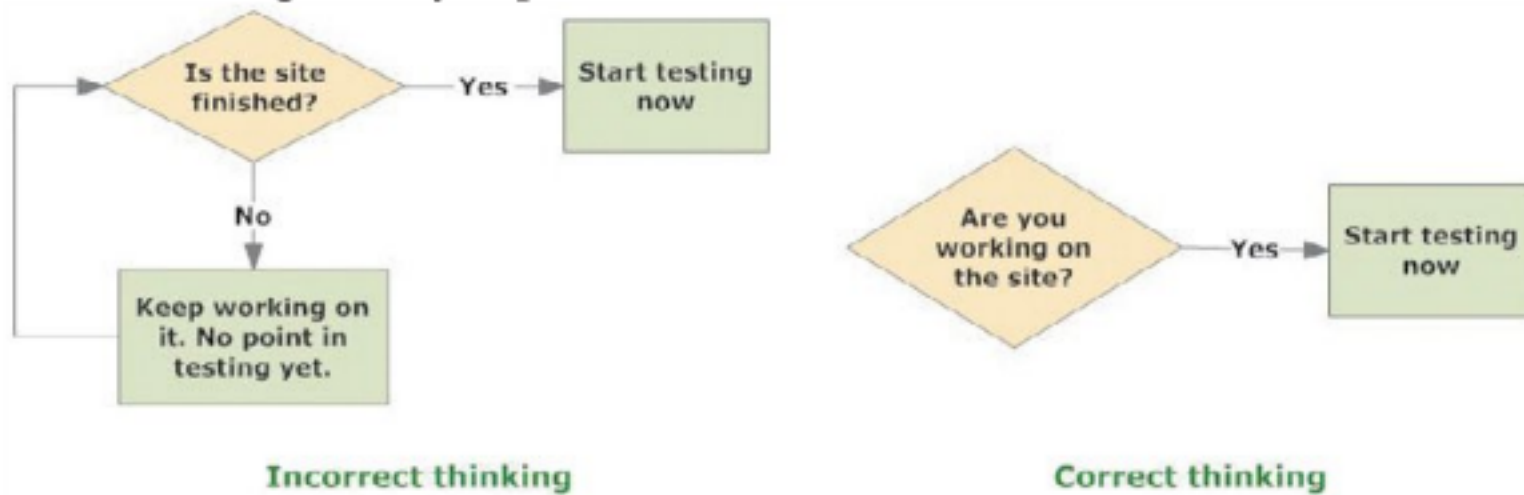 Is the site
finished?
Yes
Start testing
now
No
Keep working on
it. No point in
testing yet.
Incorrect thinking
Are you
working on
the site?
Yes
Start testing
now
Correct thinking